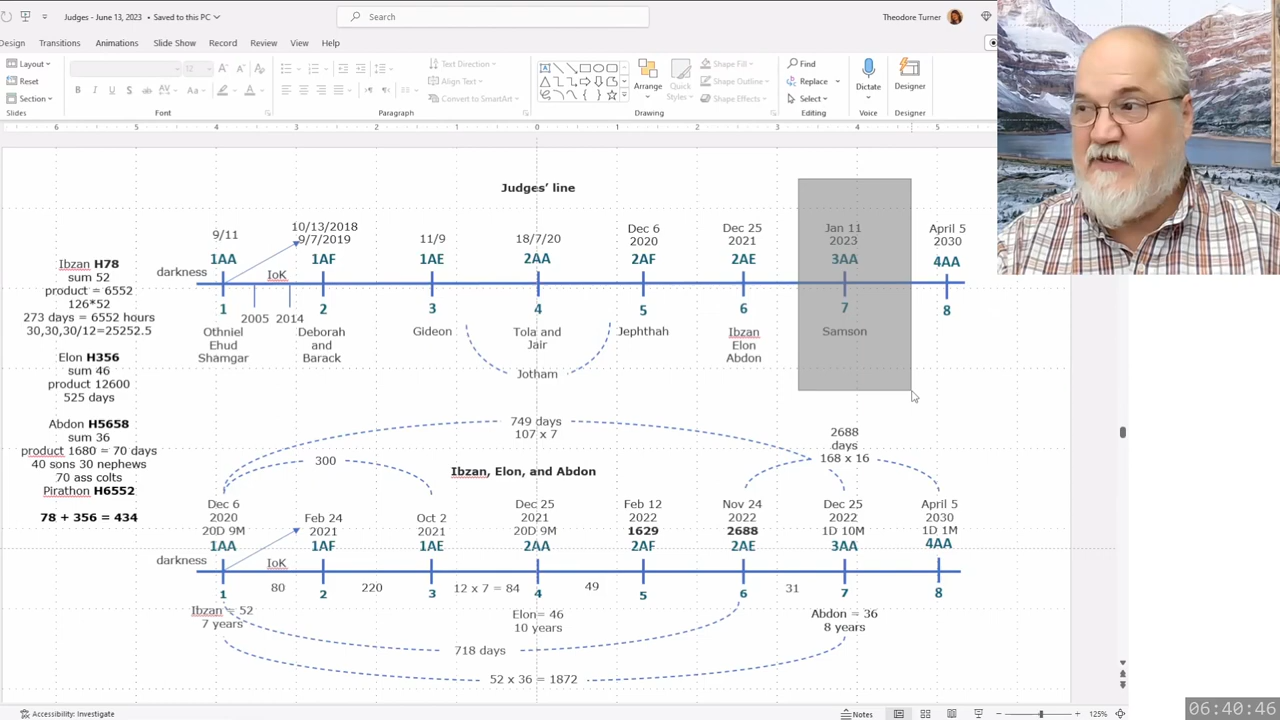 Judges - June 13, 2023 • Saved to this PC
Search
Theodore Turner
Design Transitions Animations Slide Show Record Review View Help
Layout
Reset
Section
12
Text Direction
Align Text
Convert to SmartArt
Arrange
Quick Styles
Shape Fill
Shape Outline
Shape Effects
Find
Replace
Select
Dictate
Designer
Font Paragraph Drawing Editing Voice Designer
6 5 4 3 2 1 0 1 2 3 4 5
Judges' line
9/11
10/13/2018
9/7/2019
11/9
18/7/20
Dec 6
2020
Dec 25
2021
Jan 11
2023
April 5
2030
1AA 1AF 1AE 2AA 2AF 2AE 3AA 4AA
darkness
IoK
1 2 3 4 5 6 7 8
2005 2014
Othniel
Ehud
Shamgar
Deborah
and
Barack
Gideon
Tola and
Jair
Jotham
Jephthah
Ibzan
Elon
Abdon
Samson
Ibzan H78
sum 52
product = 6552
126*52
273 days = 6552 hours
30,30,30/12=25252.5
Elon H356
sum 46
product 12600
525 days
Abdon H5658
sum 36
product 1680 = 70 days
40 sons 30 nephews
70 ass colts
Pirathon H6552
78 + 356 = 434
749 days
107 x 7
2688
days
168 x 16
300
Ibzan, Elon, and Abdon
Dec 6
2020
20D 9M
Feb 24
2021
Oct 2
2021
Dec 25
2021
20D 9M
Feb 12
2022
1629
Nov 24
2022
2688
Dec 25
2022
1D 10M
April 5
2030
1D 1M
1AA 1AF 1AE 2AA 2AF 2AE 3AA 4AA
darkness
IoK
80 220 12 x 7 = 84 49 31
1 2 3 4 5 6 7 8
Ibzan = 52
7 years
Elon= 46
10 years
Abdon = 36
8 years
718 days
52 x 36 = 1872
Accessibility: Investigate
Notes
125%
06:40:46